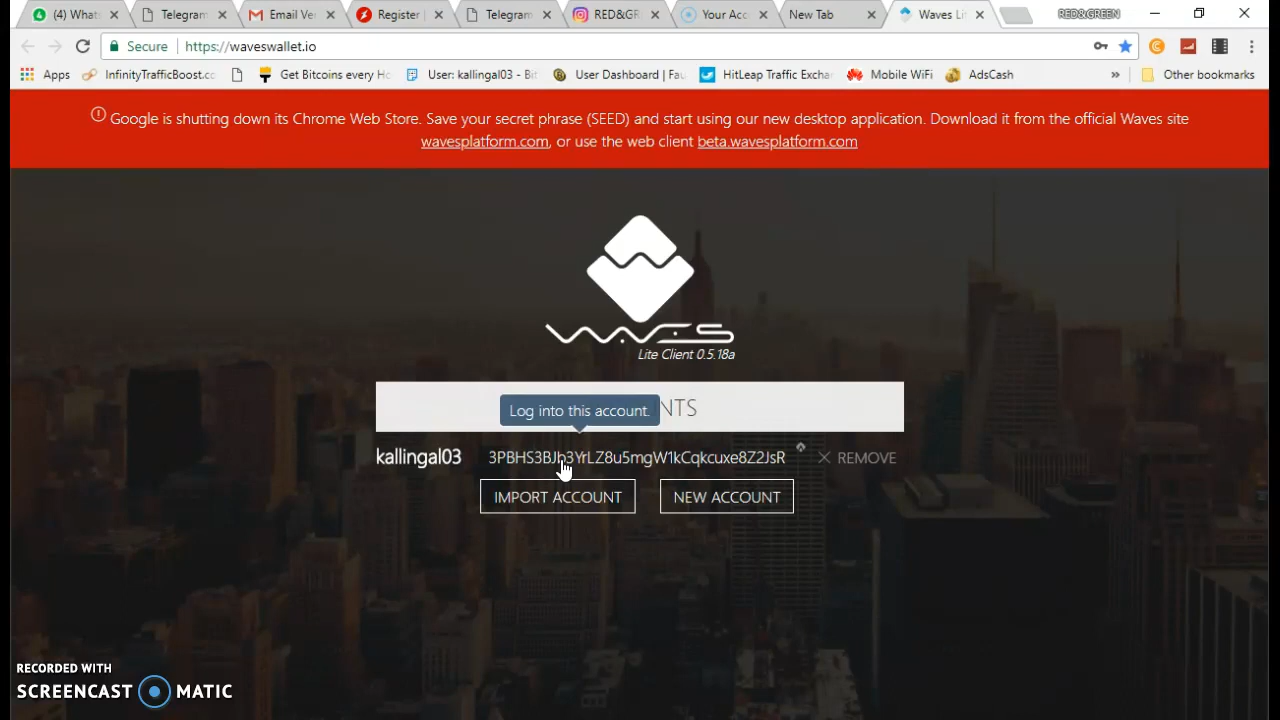 (4) Whats
Telegram
Email Ve
Register |
Telegram
RED&GR
Your Acc
New Tab
Waves Li
RED&GREEN
Secure
https://waveswallet.io
Apps
InfinityTrafficBoost.co
Get Bitcoins every Ho
User: kallingal03 - Bit
User Dashboard | Fau
HitLeap Traffic Exchan
Mobile WiFi
AdsCash
»
Other bookmarks
Google is shutting down its Chrome Web Store. Save your secret phrase (SEED) and start using our new desktop application. Download it from the official Waves site
wavesplatform.com, or use the web client beta.wavesplatform.com
WAVES
Lite Client 0.5.18a
Log into this account.
NTS
kallingal03 3PBHS3BJb3YrLZ8u5mgW1kCqkcuxe8Z2JsR REMOVE
IMPORT ACCOUNT
NEW ACCOUNT
RECORDED WITH
SCREENCAST MATIC